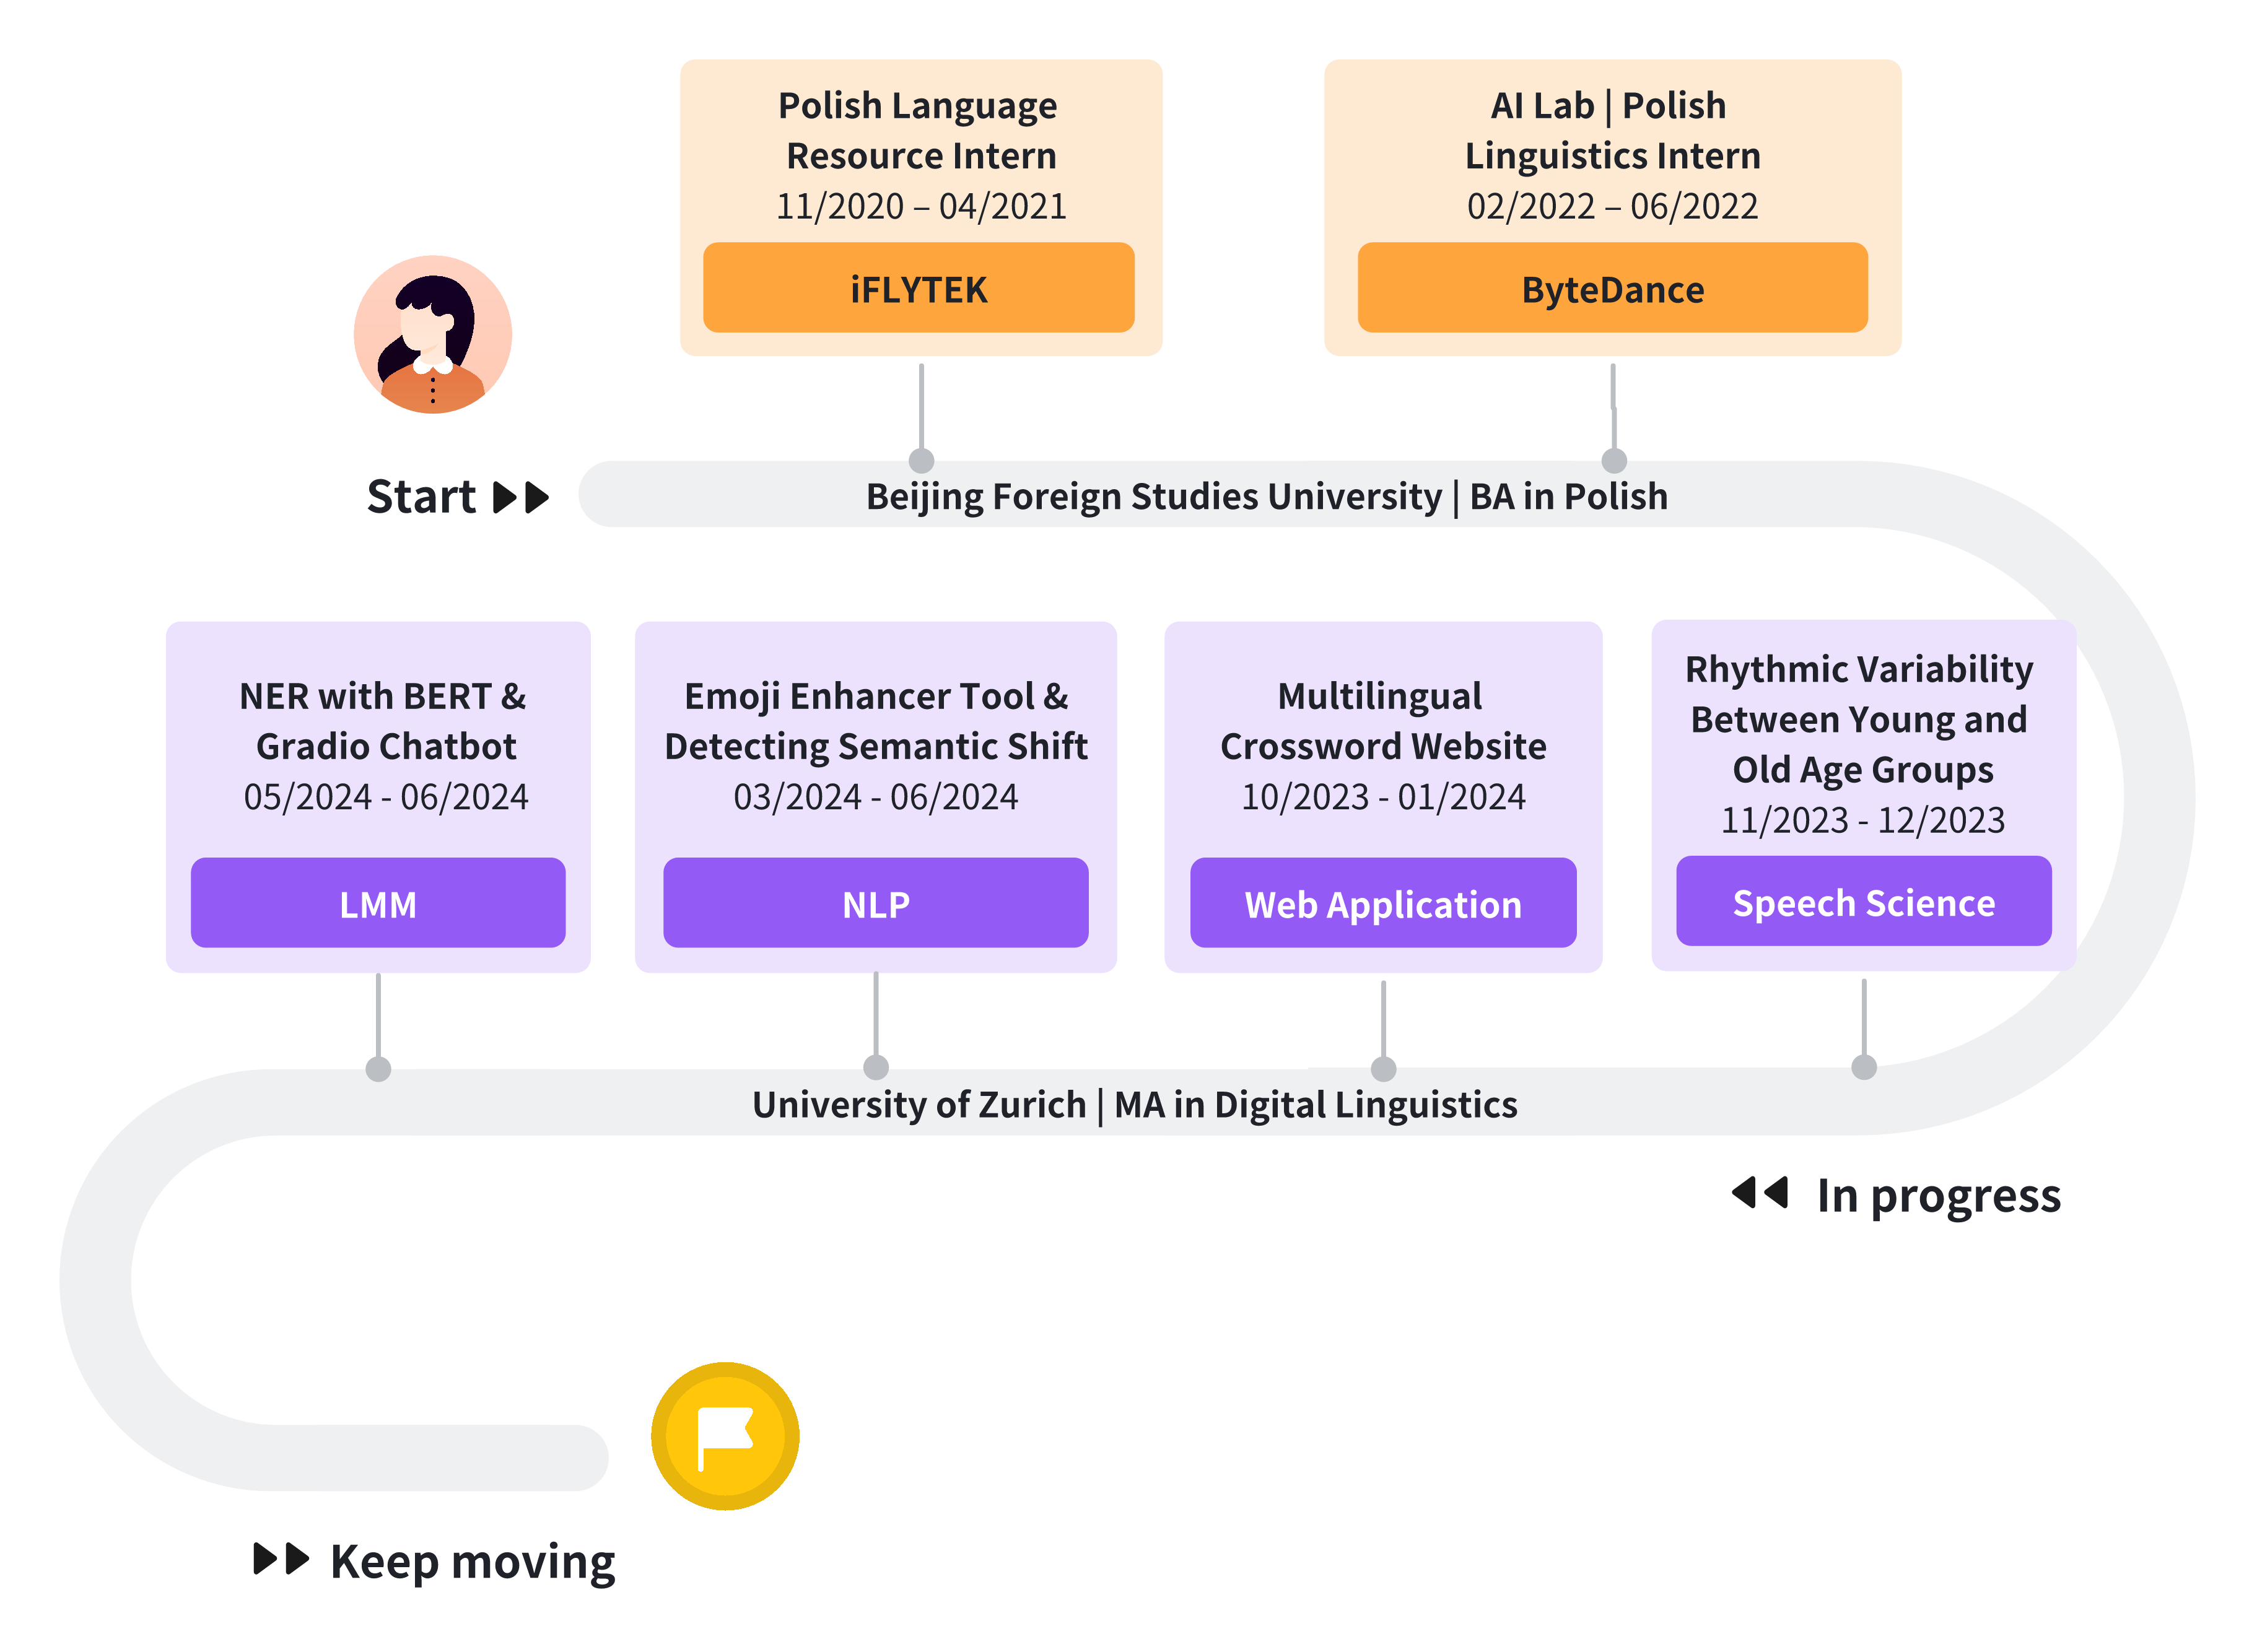 Polish Language
Resource Intern
11/2020 – 04/2021
iFLYTEK
AI Lab | Polish
Linguistics Intern
02/2022 – 06/2022
ByteDance
Start
Beijing Foreign Studies University | BA in Polish
NER with BERT &
Gradio Chatbot
05/2024 - 06/2024
LMM
Emoji Enhancer Tool &
Detecting Semantic Shift
03/2024 - 06/2024
NLP
Multilingual
Crossword Website
10/2023 - 01/2024
Web Application
Rhythmic Variability
Between Young and
Old Age Groups
11/2023 - 12/2023
Speech Science
University of Zurich | MA in Digital Linguistics
In progress
Keep moving